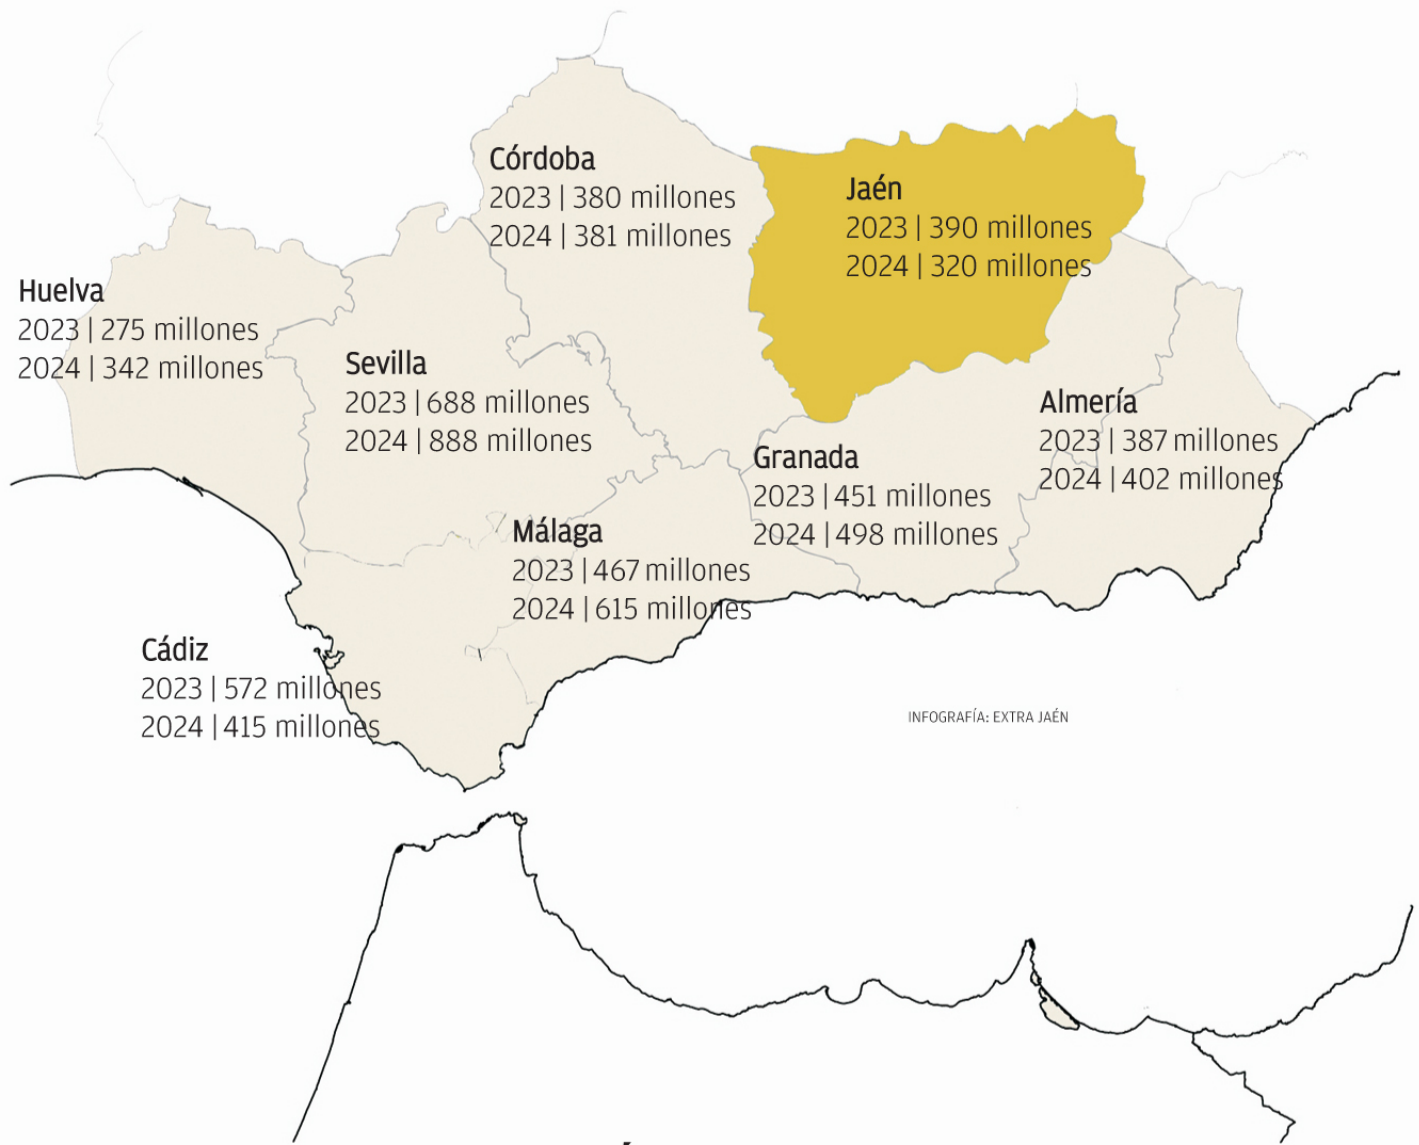 Córdoba
2023 | 380 millones
2024 | 381 millones
Jaén
2023 | 390 millones
2024 | 320 millones
Huelva
2023 | 275 millones
2024 | 342 millones
Sevilla
2023 | 688 millones
2024 | 888 millones
Almería
2023 | 387 millones
2024 | 402 millones
Granada
2023 | 451 millones
2024 | 498 millones
Málaga
2023 | 467 millones
2024 | 615 millones
Cádiz
2023 | 572 millones
2024 | 415 millones
INFOGRAFÍA: EXTRA JAÉN